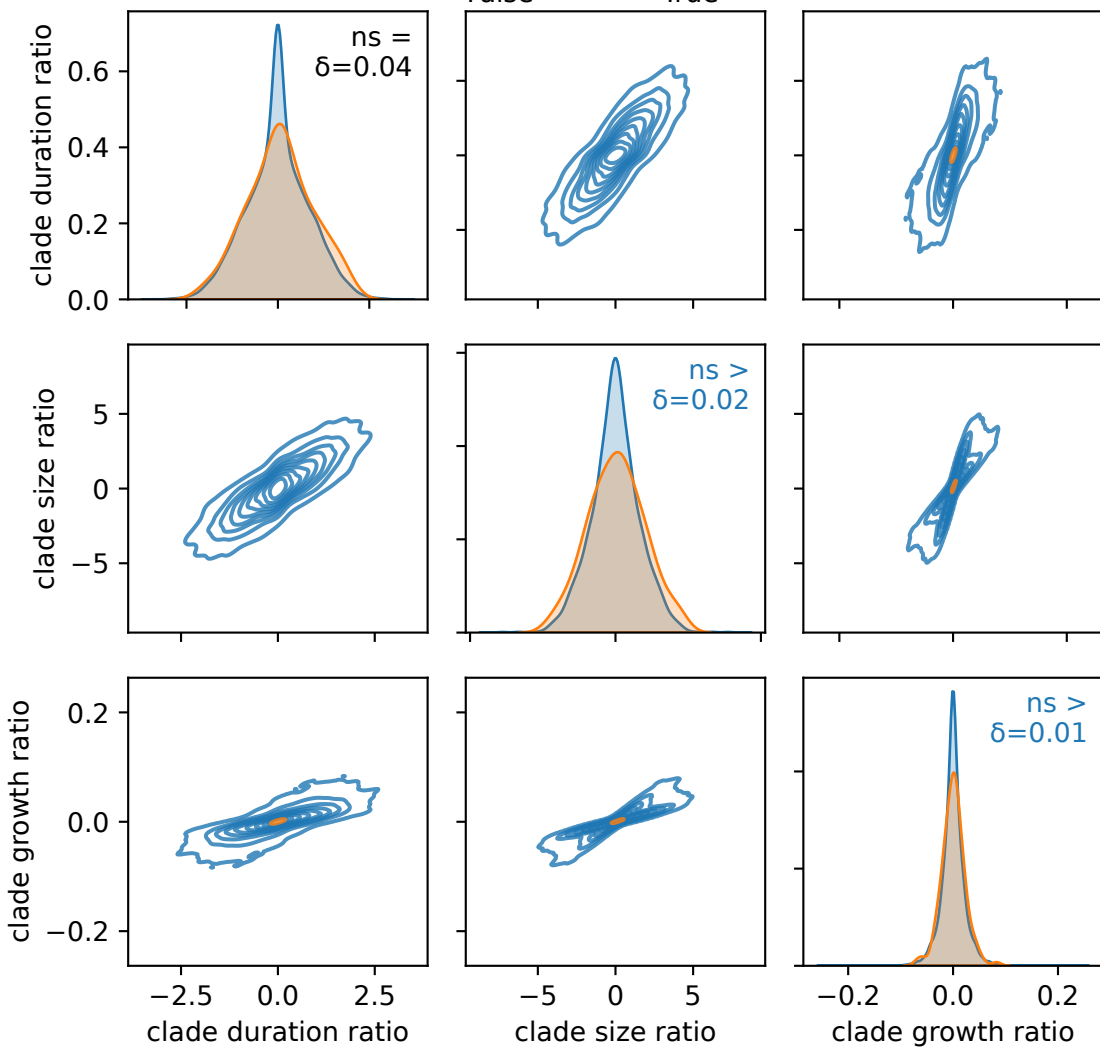 clade duration ratio
0.6
0.4
0.2
0.0
ns =
δ=0.04
clade size ratio
5
0
−5
ns >
δ=0.02
clade growth ratio
0.2
0.0
−0.2
ns >
δ=0.01
−2.5 0.0 2.5
−5 0 5
−0.2 0.0 0.2
clade duration ratio
clade size ratio
clade growth ratio